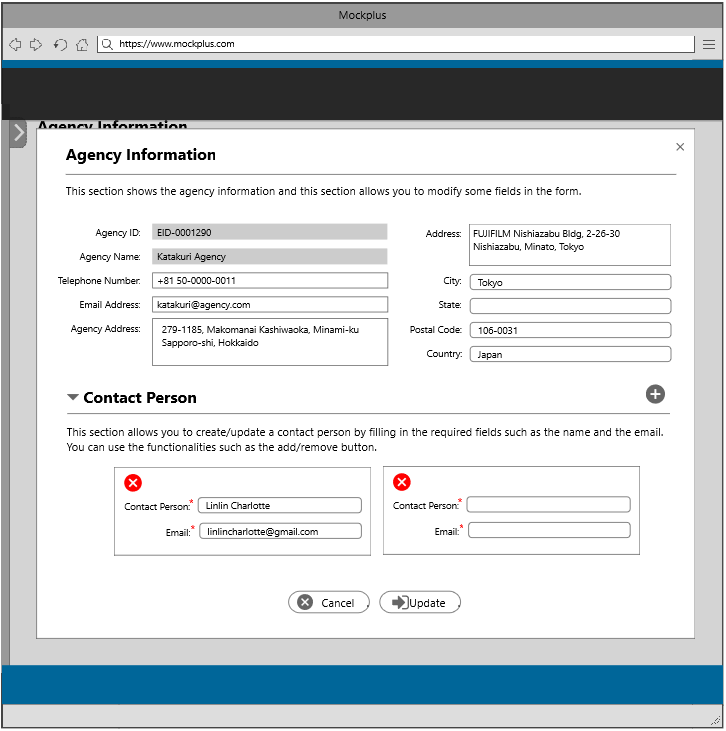 Mockplus
https://www.mockplus.com
Agency Information
Agency Information
This section shows the agency information and this section allows you to modify some fields in the form.
Agency ID: EID-0001290
Agency Name: Katakuri Agency
Telephone Number: +81 50-0000-0011
Email Address: katakuri@agency.com
Agency Address: 279-1185, Makomanai Kashiwaoka, Minami-ku
Sapporo-shi, Hokkaido
Address: FUJIFILM Nishiazabu Bldg, 2-26-30
Nishiazabu, Minato, Tokyo
City: Tokyo
State:
Postal Code: 106-0031
Country: Japan
Contact Person
This section allows you to create/update a contact person by filling in the required fields such as the name and the email.
You can use the functionalities such as the add/remove button.
Contact Person:* Linlin Charlotte
Email:* linlincharlotte@gmail.com
Contact Person:*
Email:*
Cancel
Update